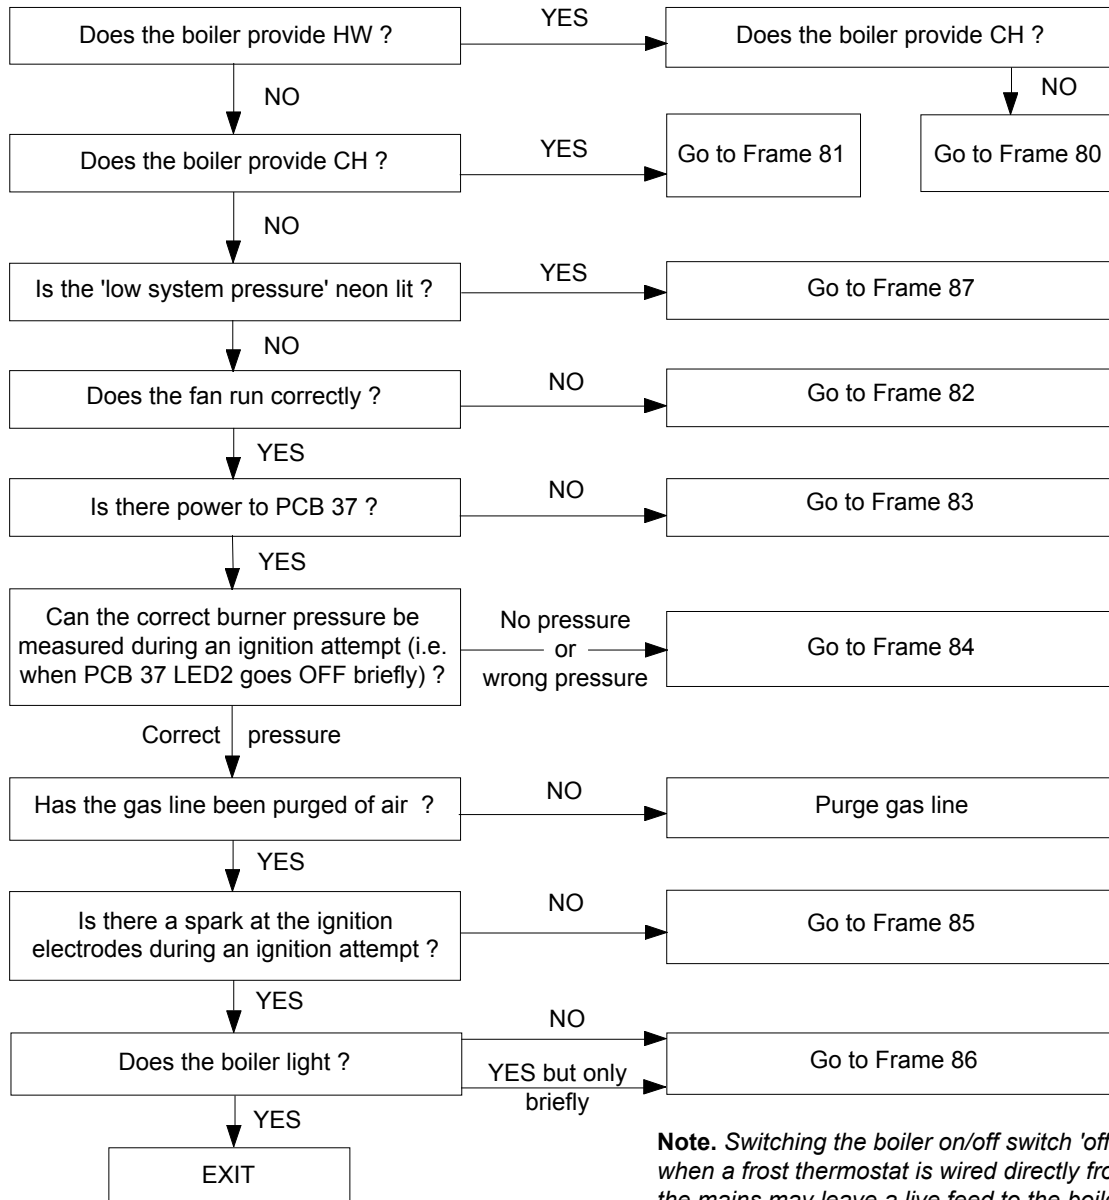 Does the boiler provide HW ?
YES
Does the boiler provide CH ?
NO
NO
Does the boiler provide CH ?
YES
Go to Frame 81
Go to Frame 80
NO
Is the 'low system pressure' neon lit ?
YES
Go to Frame 87
NO
Does the fan run correctly ?
NO
Go to Frame 82
YES
Is there power to PCB 37 ?
NO
Go to Frame 83
YES
Can the correct burner pressure be
measured during an ignition attempt (i.e.
when PCB 37 LED2 goes OFF briefly) ?
No pressure
or
wrong pressure
Go to Frame 84
Correct pressure
Has the gas line been purged of air ?
NO
Purge gas line
YES
Is there a spark at the ignition
electrodes during an ignition attempt ?
NO
Go to Frame 85
YES
Does the boiler light ?
NO
YES but only
briefly
Go to Frame 86
YES
EXIT
Note. Switching the boiler on/off switch 'off
when a frost thermostat is wired directly
the mains may leave a live feed to the